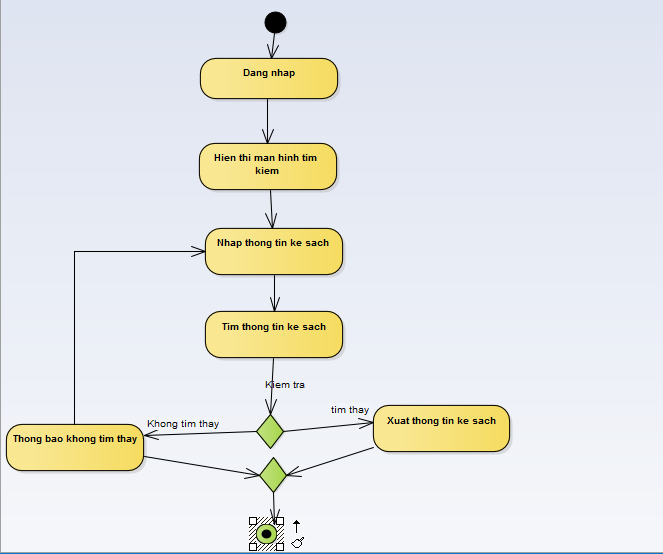 Dang nhap
Hien thi man hinh tim
kiem
Nhap thong tin ke sach
Tim thong tin ke sach
Kiem tra
tim thay
Khong tim thay
Xuat thong tin ke sach
Thong bao khong tim thay